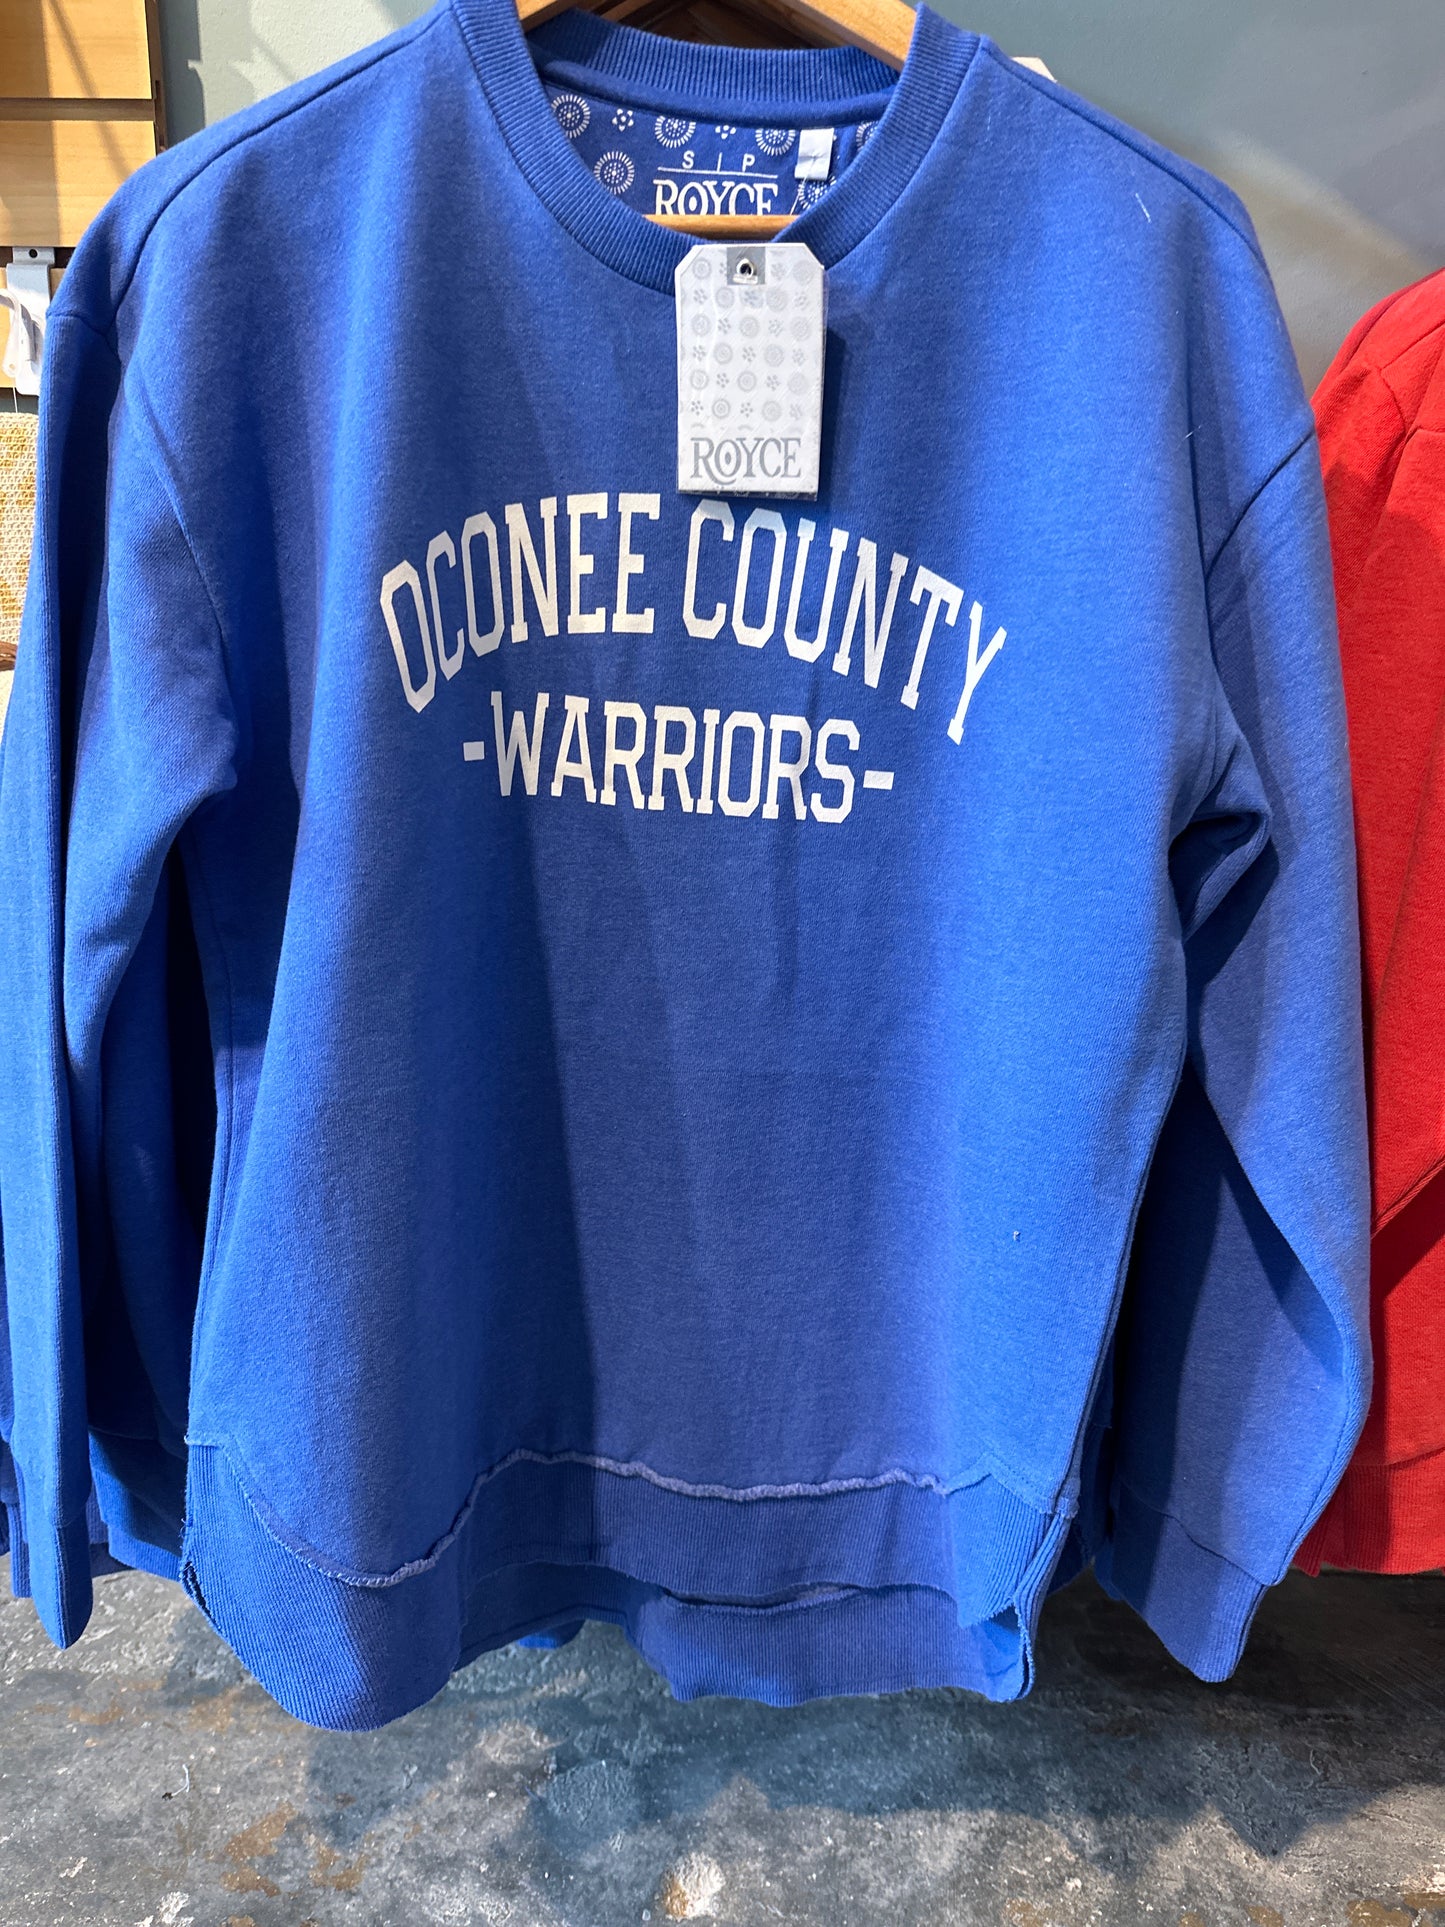 S | P
ROYCE
ROYCE
OCONEE COUNTY
-WARRIORS-